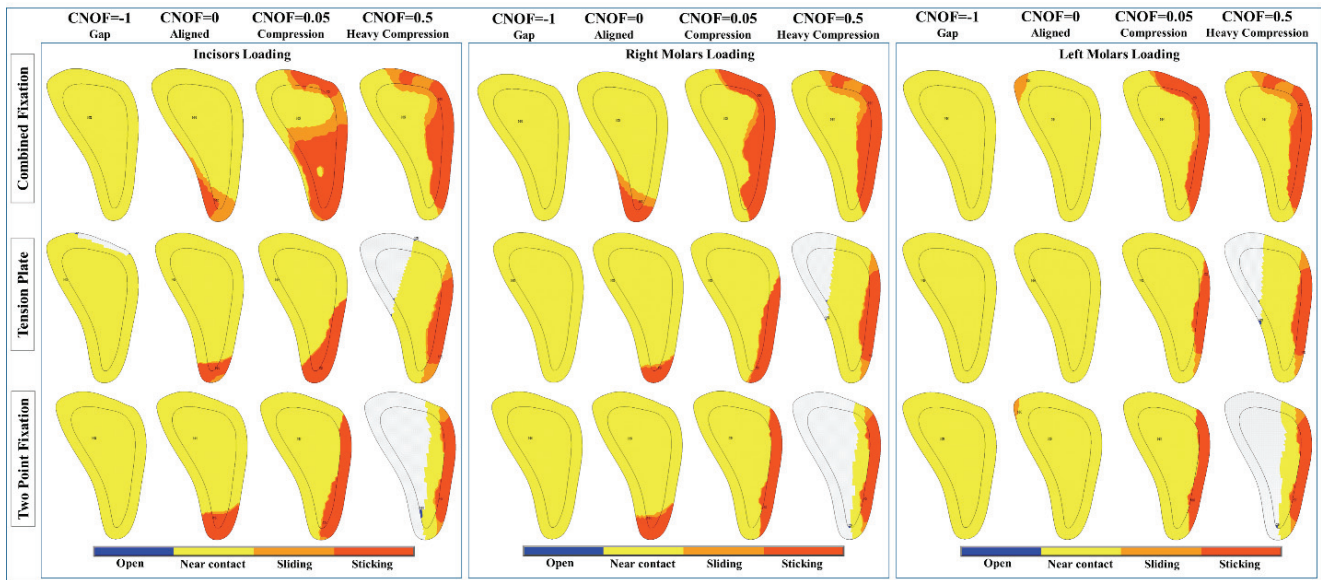 CNOF=-1 CNOF=0 CNOF=0.05 CNOF=0.5 CNOF=-1 CNOF=0 CNOF=0.05 CNOF=0.5 CNOF=-1 CNOF=0 CNOF=0.05 CNOF=0.5
Gap Aligned Compression Heavy Compression Gap Aligned Compression Heavy Compression Gap Aligned Compression Heavy Compression
Incisors Loading Right Molars Loading Left Molars Loading
Combined Fixation
Tension Plate
Two Point Fixation
Open Near contact Sliding Sticking Open Near contact Sliding Sticking Open Near contact Sliding Sticking